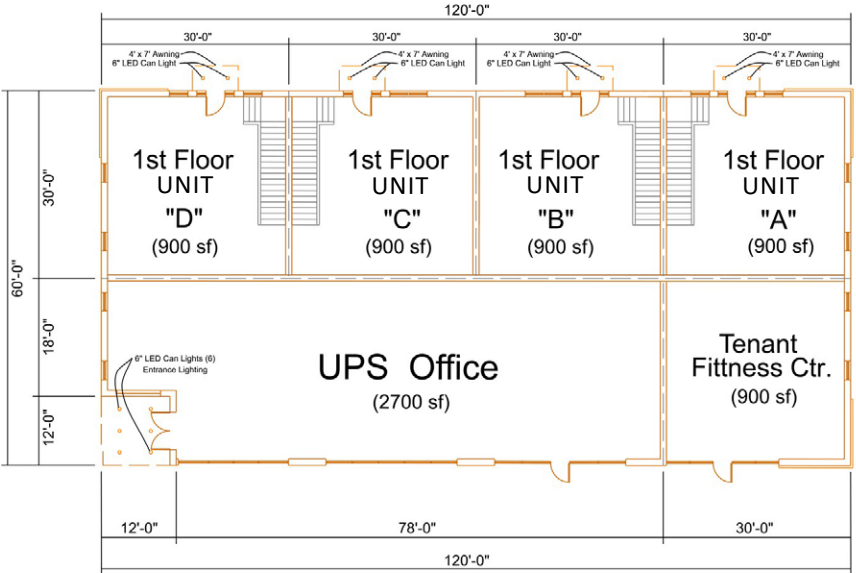 120'-0"
30'-0"
30'-0"
30'-0"
30'-0"
4' x 7' Awning
6" LED Can Light
4' x 7' Awning
6" LED Can Light
4' x 7' Awning
6" LED Can Light
4' x 7' Awning
6" LED Can Light
1st Floor
UNIT
"D"
(900 sf)
1st Floor
UNIT
"C"
(900 sf)
1st Floor
UNIT
"B"
(900 sf)
1st Floor
UNIT
"A"
(900 sf)
60'-0"
30'-0"
18'-0"
12'-0"
6" LED Can Lights (6)
Entrance Lighting
UPS Office
(2700 sf)
Tenant
Fittness Ctr.
(900 sf)
12'-0"
78'-0"
30'-0"
120'-0"